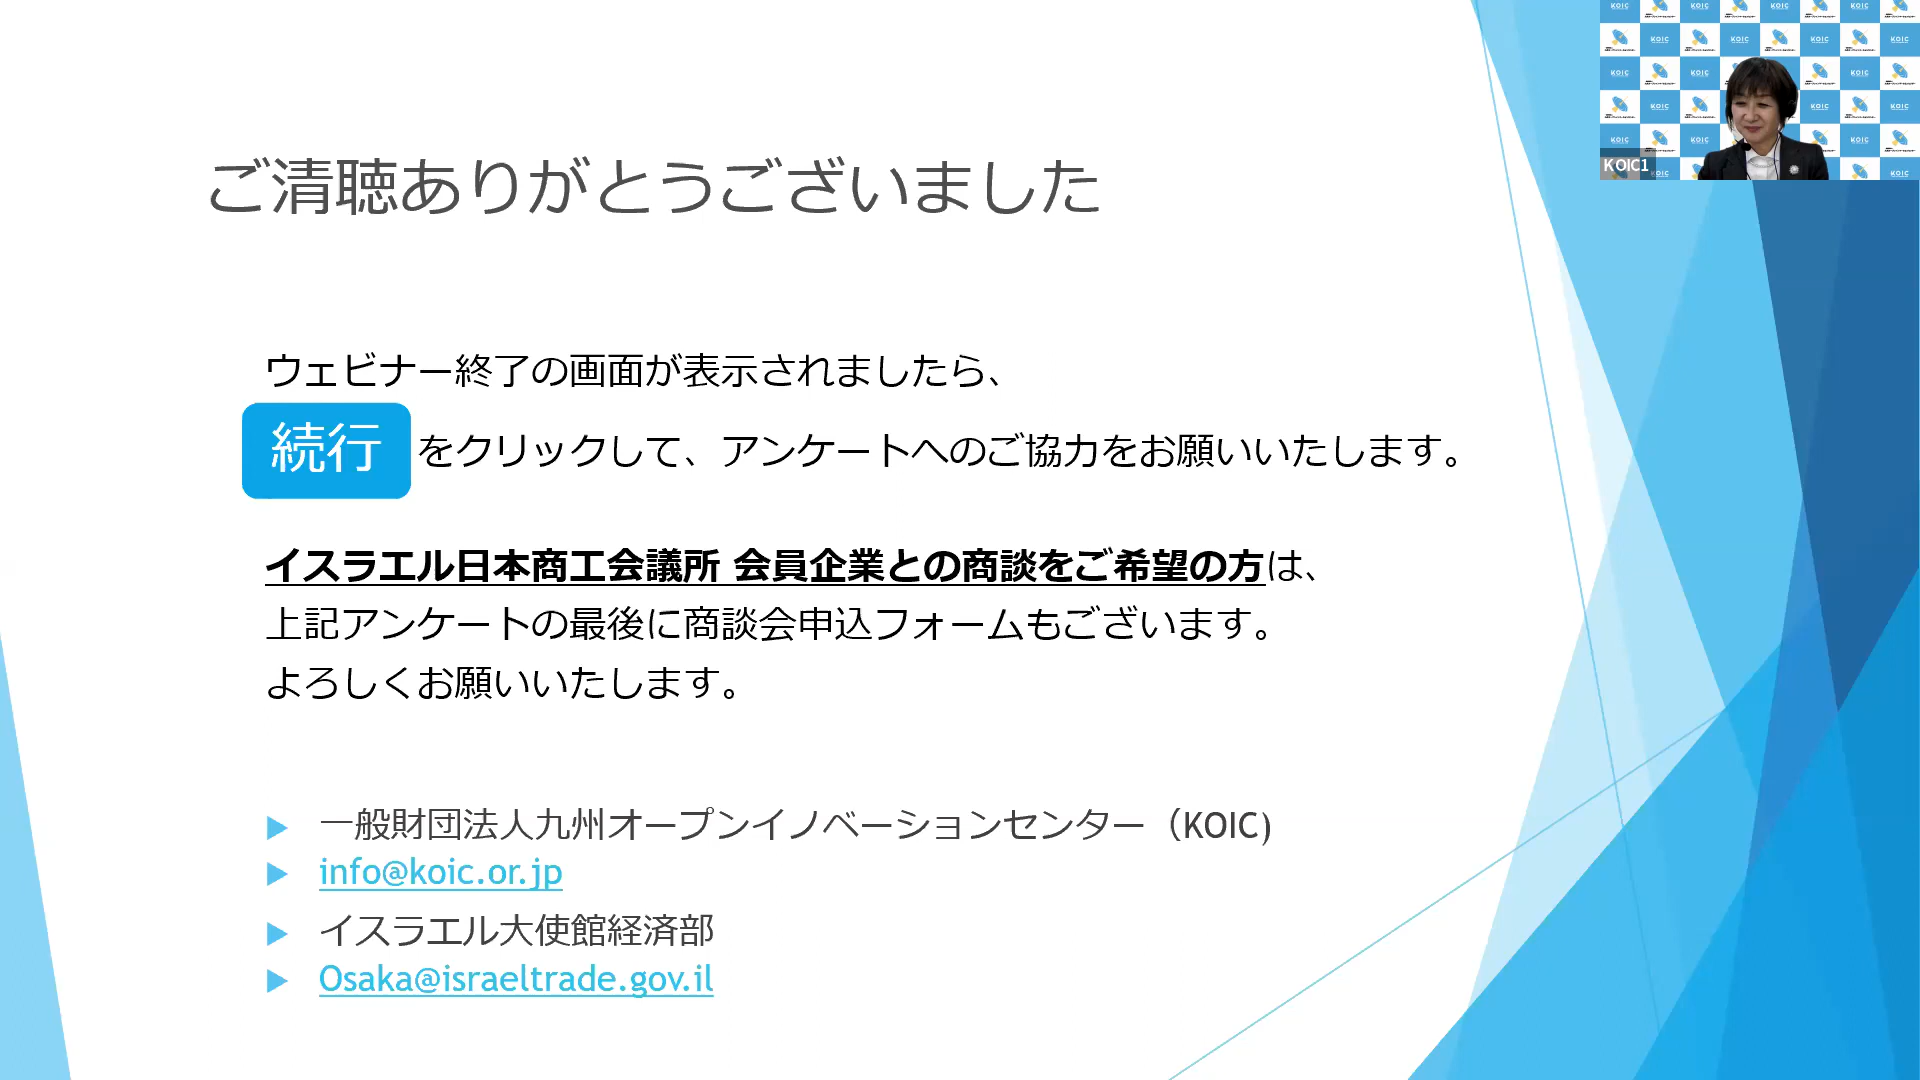 ご清聴ありがとうございました
ウェビナー終了の画面が表示されましたら、
続行 をクリックして、アンケートへのご協力をお願いいたします。
イスラエル日本商工会議所 会員企業との商談をご希望の方は、
上記アンケートの最後に商談会申込フォームもございます。
よろしくお願いいたします。
一般財団法人九州オープンイノベーションセンター（KOIC)
info@koic.or.jp
イスラエル大使館経済部
Osaka@israeltrade.gov.il
KOIC1